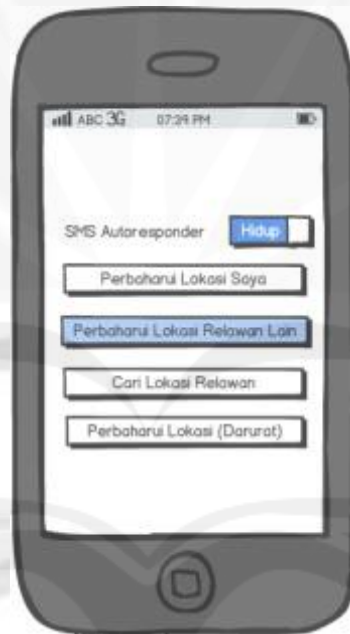 ABC 3G 07:39 PM
SMS Autoresponder Hidup
Perbaharui Lokasi Saya
Perbaharui Lokasi Relawan Lain
Cari Lokasi Relawan
Perbaharui Lokasi (Darurat)